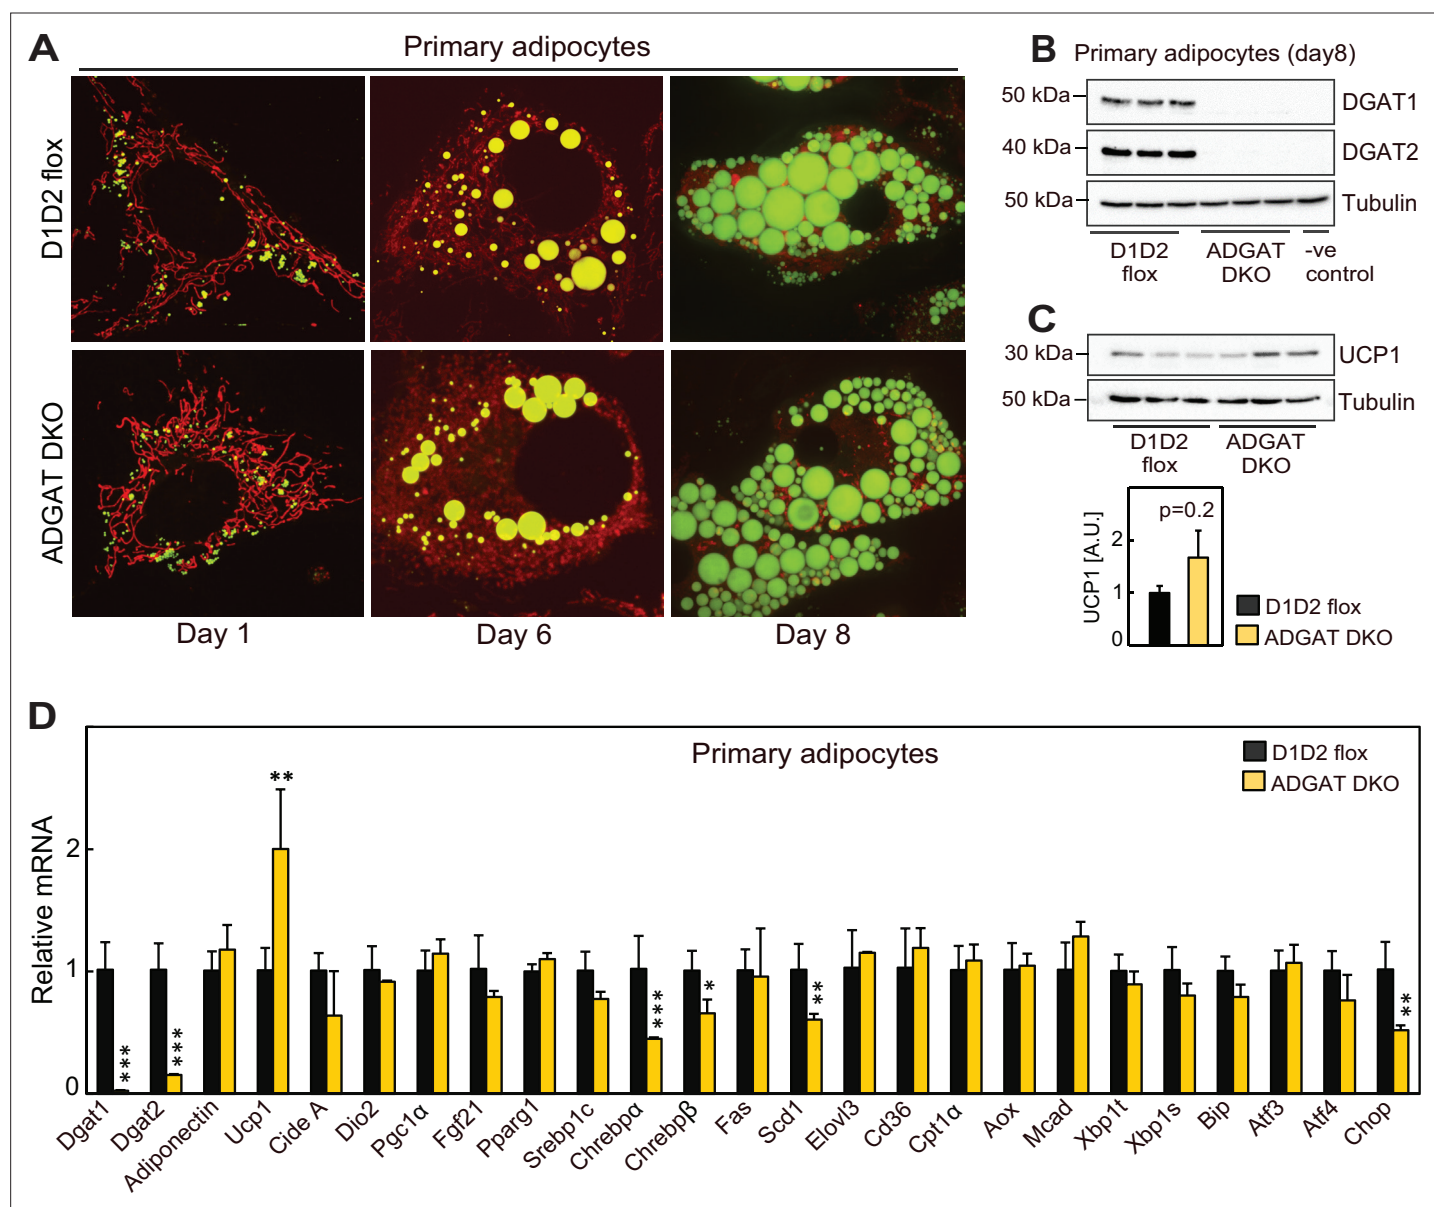 A
Primary adipocytes
D1D2 flox
ADGAT DKO
Day 1
Day 6
Day 8
B
Primary adipocytes (day8)
50 kDa
DGAT1
40 kDa
DGAT2
50 kDa
Tubulin
D1D2
flox
ADGAT
DKO
-ve
control
C
30 kDa
UCP1
50 kDa
Tubulin
D1D2
flox
ADGAT
DKO
UCP1 [A.U.]
2
1
0
p=0.2
D1D2 flox
ADGAT DKO
D
Primary adipocytes
D1D2 flox
ADGAT DKO
Relative mRNA
2
1
0
***
***
**
***
*
**
**
Dgat1
Dgat2
Adiponectin
Ucp1
Cide A
Dio2
Pgc1α
Fgf21
Pparg1
Srebp1c
Chrebpα
Chrebpβ
Fas
Scd1
Elovl3
Cd36
Cpt1α
Aox
Mcad
Xbp1t
Xbp1s
Bip
Atf3
Atf4
Chop